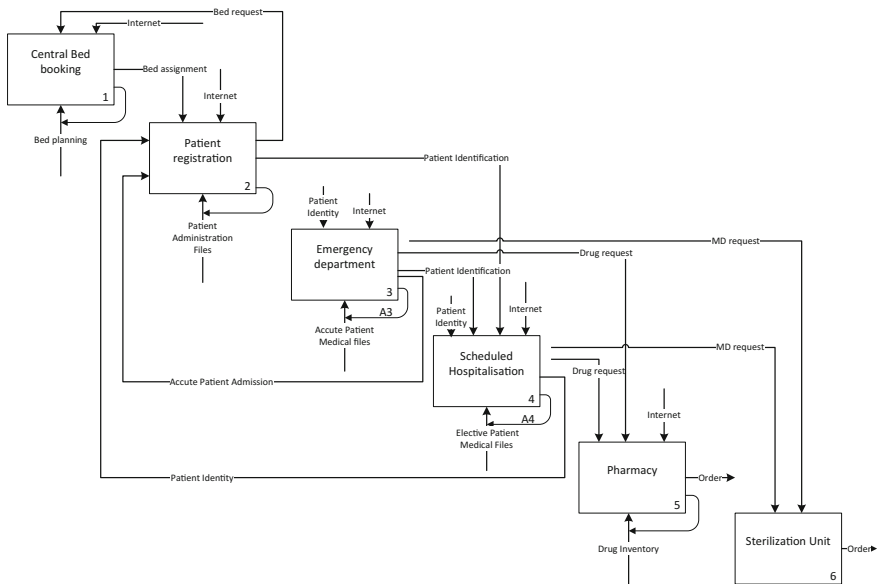 Bed request
Internet
Central Bed
booking
1
Bed assignment
Internet
Bed planning
Patient
registration
2
Patient Identification
Patient
Identity
Internet
Patient
Administration
Files
Emergency
department
3
MD request
Drug request
Patient Identification
A3
Patient
Identity
Internet
Accute Patient
Medical files
Scheduled
Hospitalisation
4
MD request
Drug request
Accute Patient Admission
A4
Internet
Elective Patient
Medical Files
Pharmacy
5
Patient Identity
Order
Drug Inventory
Sterilization Unit
6
Order